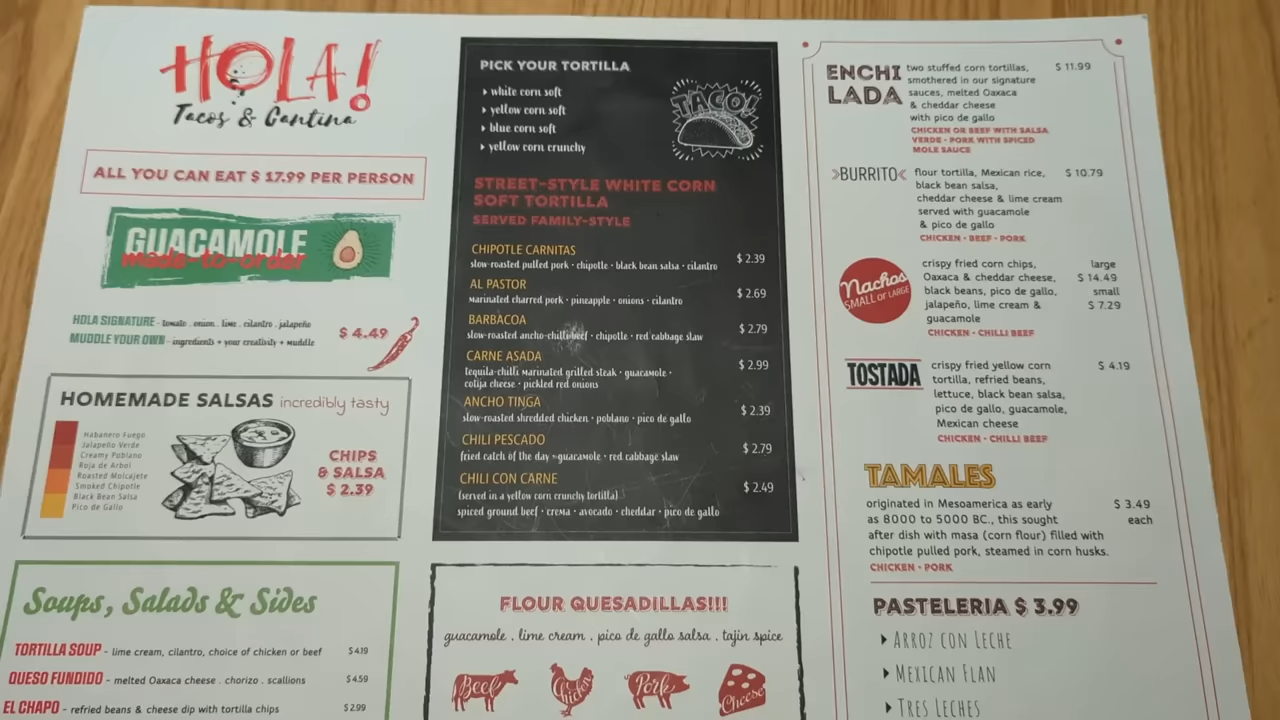 HOLA!
Tacos & Cantina
ALL YOU CAN EAT $ 17.99 PER PERSON
GUACAMOLE
made-to-order
HOLA SIGNATURE - tomato . onion . lime . cilantro . jalapeño
MUDDLE YOUR OWN - ingredients + your creativity + muddle
$ 4.49
HOMEMADE SALSAS incredibly tasty
Habanero Fuego
Jalapeño Verde
Creamy Poblano
Roja de Arbol
Roasted Molcajete
Smoked Chipotle
Black Bean Salsa
Pico de Gallo
CHIPS
& SALSA
$ 2.39
Soups, Salads & Sides
TORTILLA SOUP - lime cream, cilantro, choice of chicken or beef $ 4.19
QUESO FUNDIDO - melted Oaxaca cheese . chorizo . scallions $ 4.59
EL CHAPO - refried beans & cheese dip with tortilla chips $ 2.99
PICK YOUR TORTILLA
white corn soft
yellow corn soft
blue corn soft
yellow corn crunchy
TACO!
STREET-STYLE WHITE CORN
SOFT TORTILLA
SERVED FAMILY-STYLE
CHIPOTLE CARNITAS
slow-roasted pulled pork • chipotle • black bean salsa • cilantro $ 2.39
AL PASTOR
marinated charred pork • pineapple • onions • cilantro $ 2.69
BARBACOA
slow-roasted ancho-chilli beef • chipotle • red cabbage slaw $ 2.79
CARNE ASADA
tequila-chilli marinated grilled steak • guacamole • $ 2.99
cotija cheese • pickled red onions
ANCHO TINGA
slow-roasted shredded chicken • poblano • pico de gallo $ 2.39
CHILI PESCADO
fried catch of the day • guacamole • red cabbage slaw $ 2.79
CHILI CON CARNE
(served in a yellow corn crunchy tortilla) $ 2.49
spiced ground beef • crema • avocado • cheddar • pico de gallo
FLOUR QUESADILLAS!!!
guacamole . lime cream . pico de gallo salsa . tajin spice
Beef Chicken Pork Cheese
ENCHI
LADA
two stuffed corn tortillas, $ 11.99
smothered in our signature
sauces, melted Oaxaca
& cheddar cheese
with pico de gallo
CHICKEN OR BEEF WITH SALSA
VERDE • PORK WITH SPICED
MOLE SAUCE
BURRITO flour tortilla, Mexican rice, $ 10.79
black bean salsa,
cheddar cheese & lime cream
served with guacamole
& pico de gallo
CHICKEN • BEEF • PORK
Nachos
SMALL or LARGE
crispy fried corn chips, large
Oaxaca & cheddar cheese, $ 14.49
black beans, pico de gallo, small
jalapeño, lime cream & $ 7.29
guacamole
CHICKEN • CHILLI BEEF
TOSTADA crispy fried yellow corn $ 4.19
tortilla, refried beans,
lettuce, black bean salsa,
pico de gallo, guacamole,
Mexican cheese
CHICKEN • CHILLI BEEF
TAMALES
originated in Mesoamerica as early $ 3.49
as 8000 to 5000 BC., this sought each
after dish with masa (corn flour) filled with
chipotle pulled pork, steamed in corn husks.
CHICKEN • PORK
PASTELERIA $ 3.99
ARROZ CON LECHE
MEXICAN FLAN
TRES LECHES